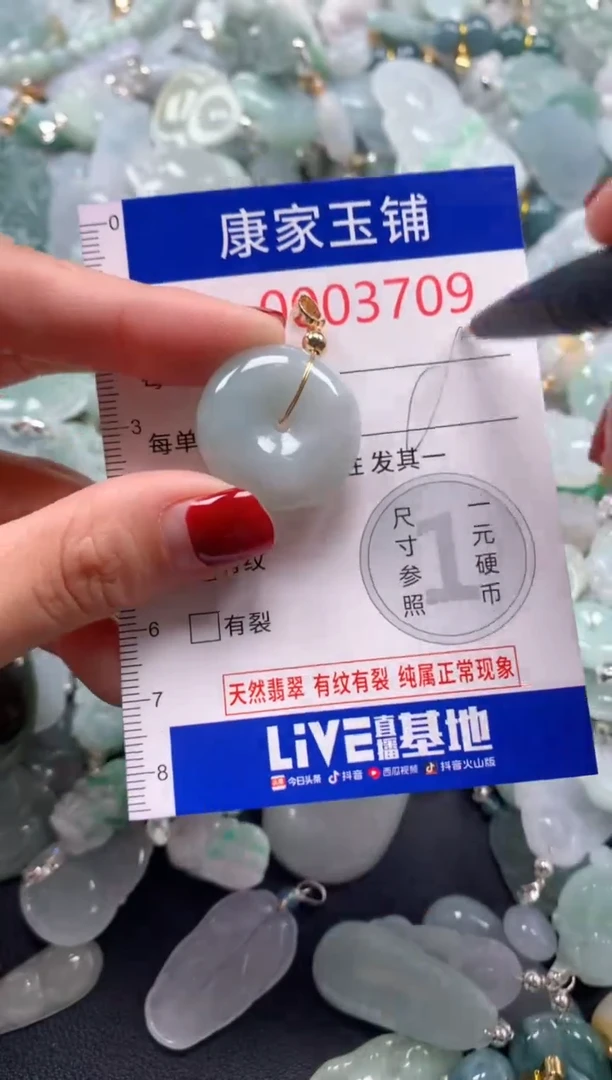 0
康家玉铺
0003709
3
每单
在发其一
尺寸参照
1
一元硬币
有纹
6
有裂
7
天然翡翠 有纹有裂 纯属正常现象
LiVE直播基地
8
今日头条 抖音 西瓜视频 抖音火山版